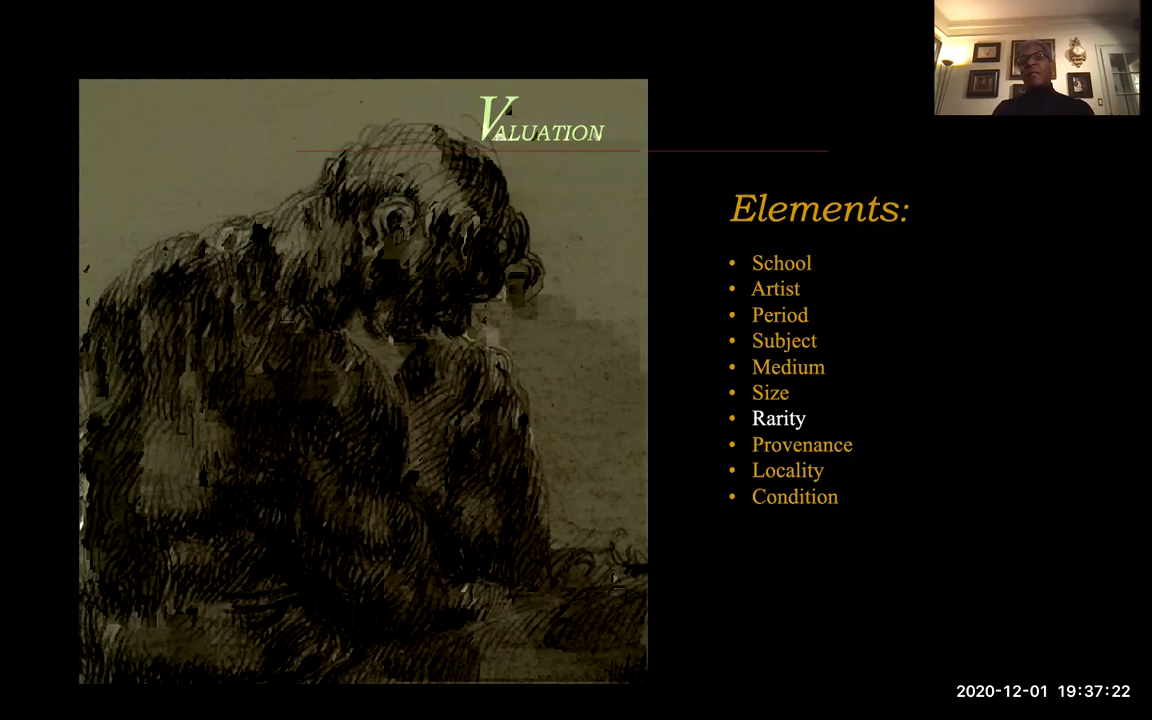 VALUATION
Elements:
• School
• Artist
• Period
• Subject
• Medium
• Size
• Rarity
• Provenance
• Locality
• Condition
2020-12-01 19:37:22